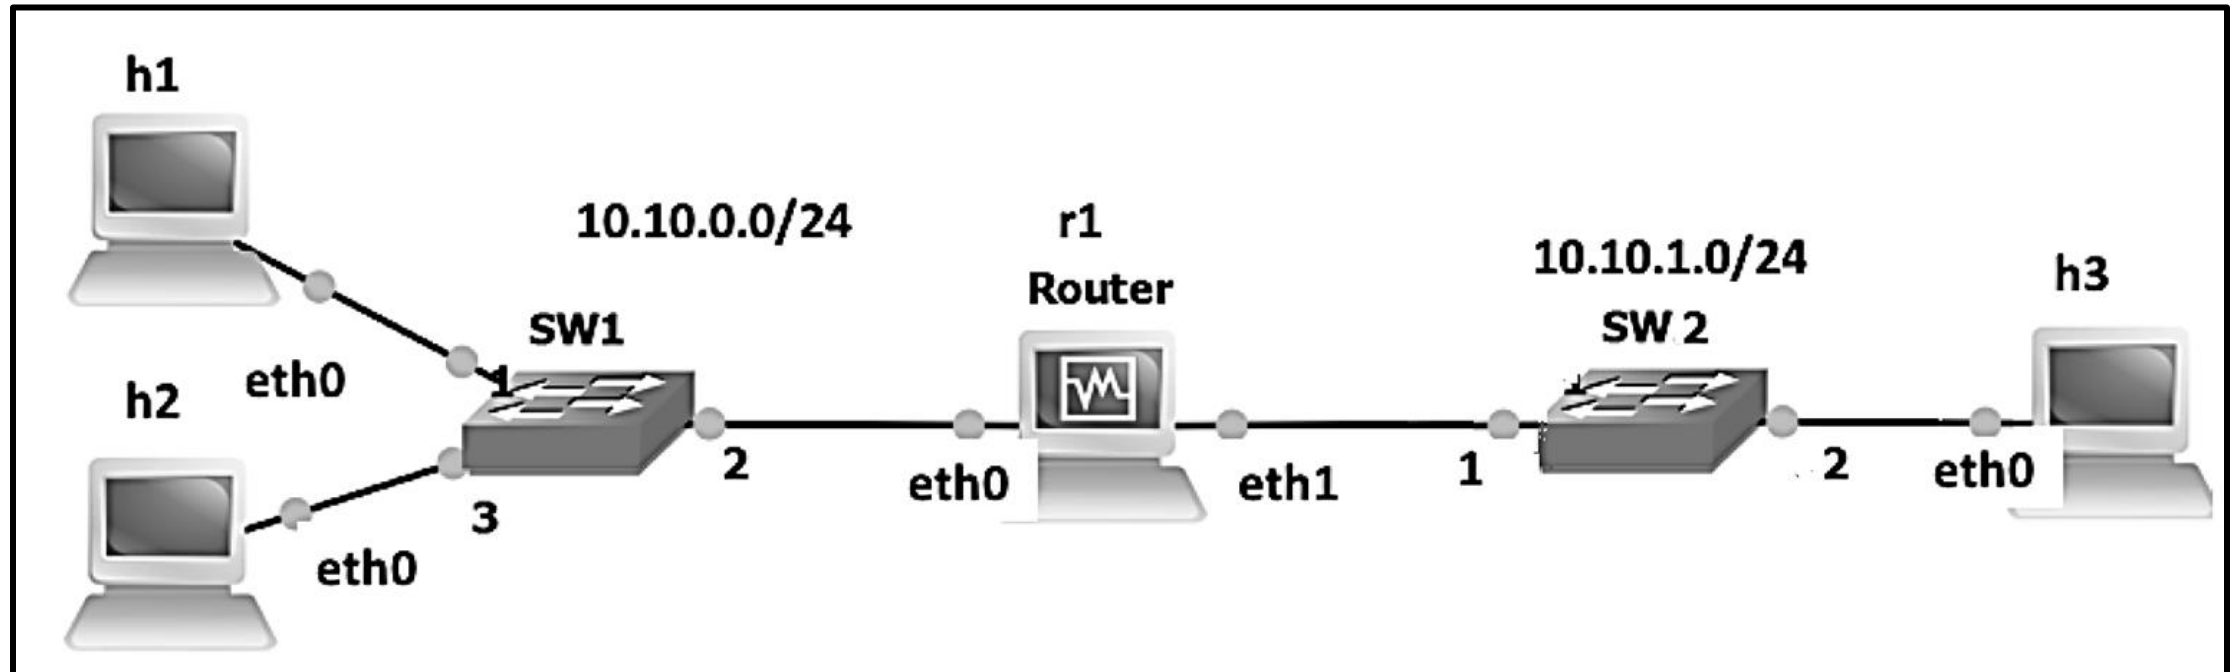 h1
10.10.0.0/24
r1
Router
10.10.1.0/24
h3
SW1
SW 2
eth0
1
h2
2
eth0
eth1
1
2
eth0
3
eth0